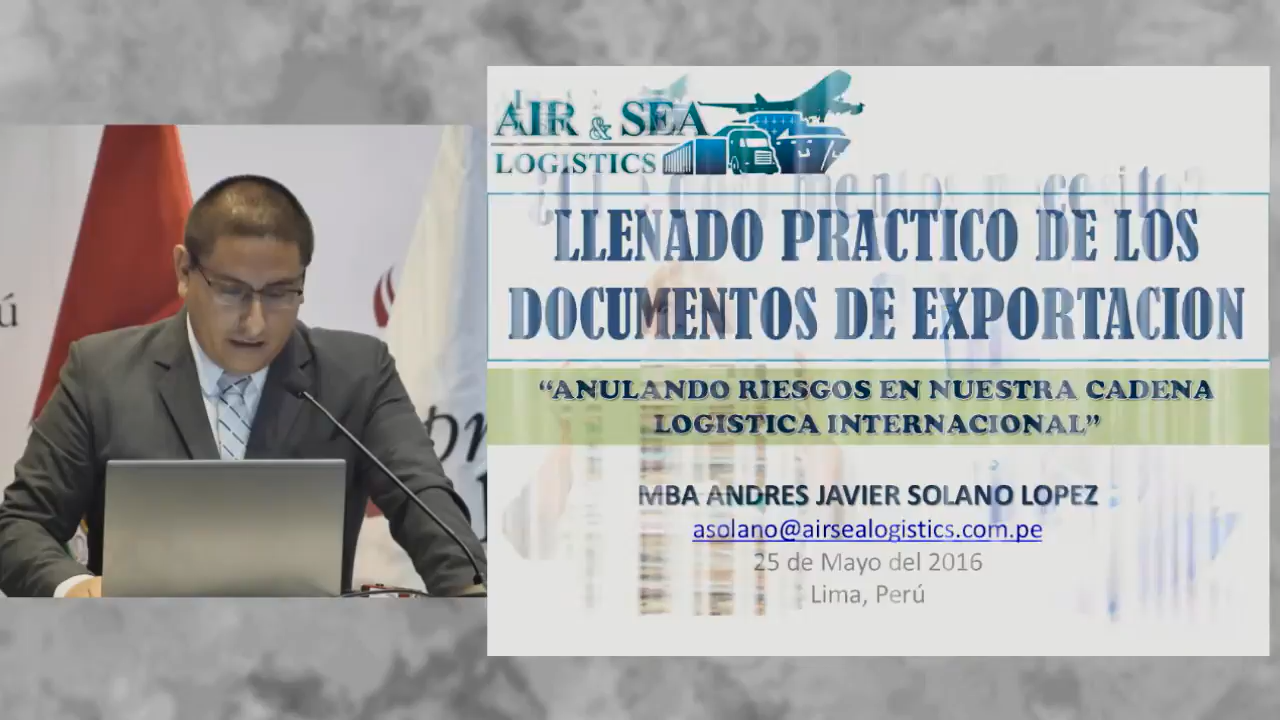 ú
AIR & SEA
LOGISTICS
LLENADO PRACTICO DE LOS
DOCUMENTOS DE EXPORTACION
“ANULANDO RIESGOS EN NUESTRA CADENA
LOGISTICA INTERNACIONAL”
MBA ANDRES JAVIER SOLANO LOPEZ
asolano@airsealogistics.com.pe
25 de Mayo del 2016
Lima, Perú